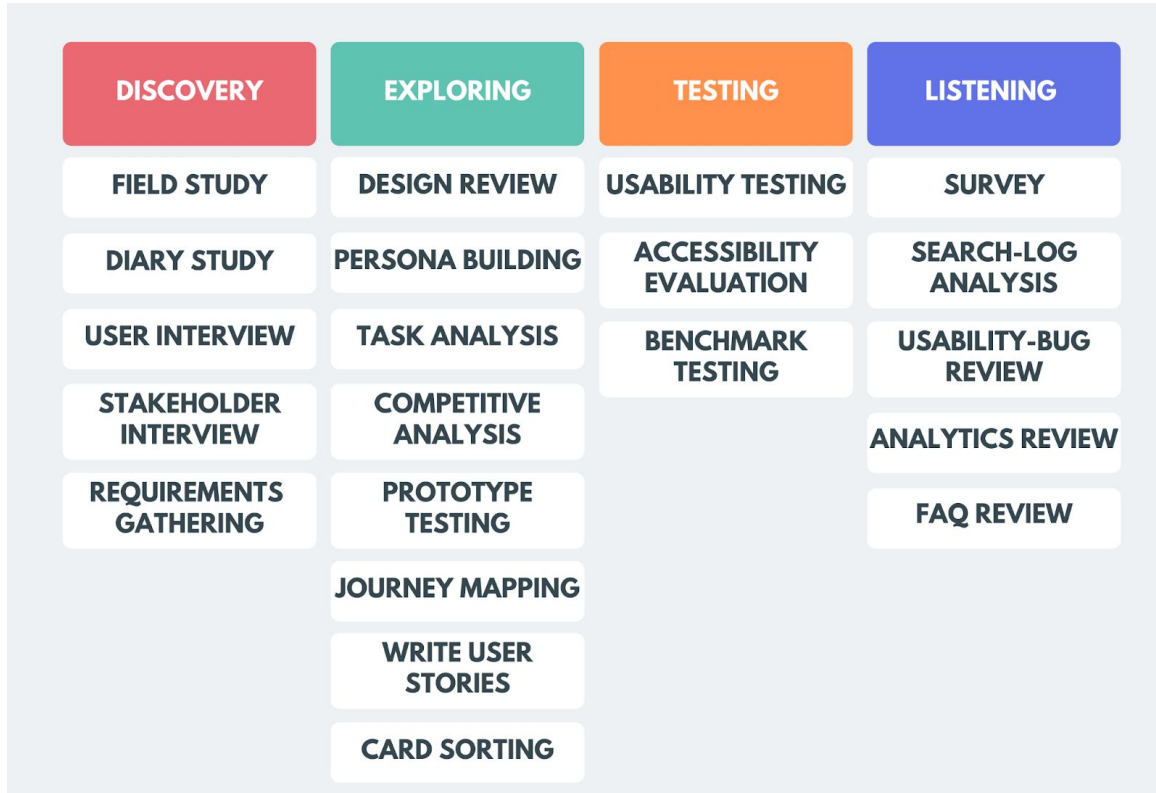 DISCOVERY
FIELD STUDY
DIARY STUDY
USER INTERVIEW
STAKEHOLDER
INTERVIEW
REQUIREMENTS
GATHERING
EXPLORING
DESIGN REVIEW
PERSONA BUILDING
TASK ANALYSIS
COMPETITIVE
ANALYSIS
PROTOTYPE
TESTING
JOURNEY MAPPING
WRITE USER
STORIES
CARD SORTING
TESTING
USABILITY TESTING
ACCESSIBILITY
EVALUATION
BENCHMARK
TESTING
LISTENING
SURVEY
SEARCH-LOG
ANALYSIS
USABILITY-BUG
REVIEW
ANALYTICS REVIEW
FAQ REVIEW